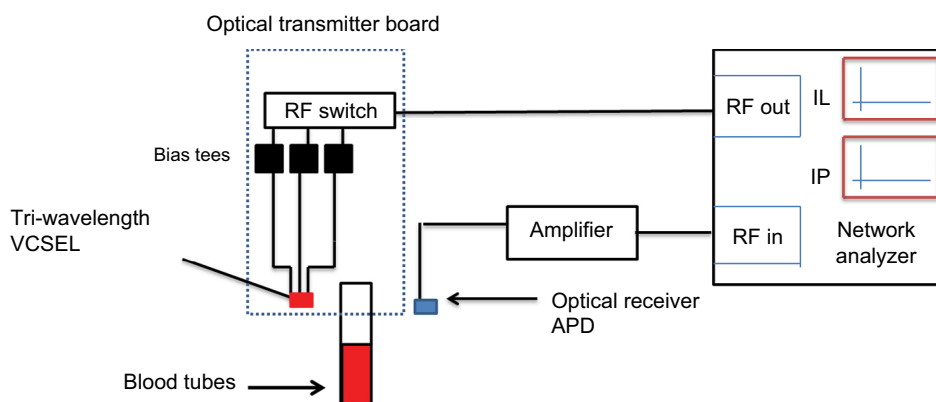 Optical transmitter board
RF switch
RF out
IL
Bias tees
IP
Tri-wavelength
VCSEL
Amplifier
RF in
Network
analyzer
Optical receiver
APD
Blood tubes